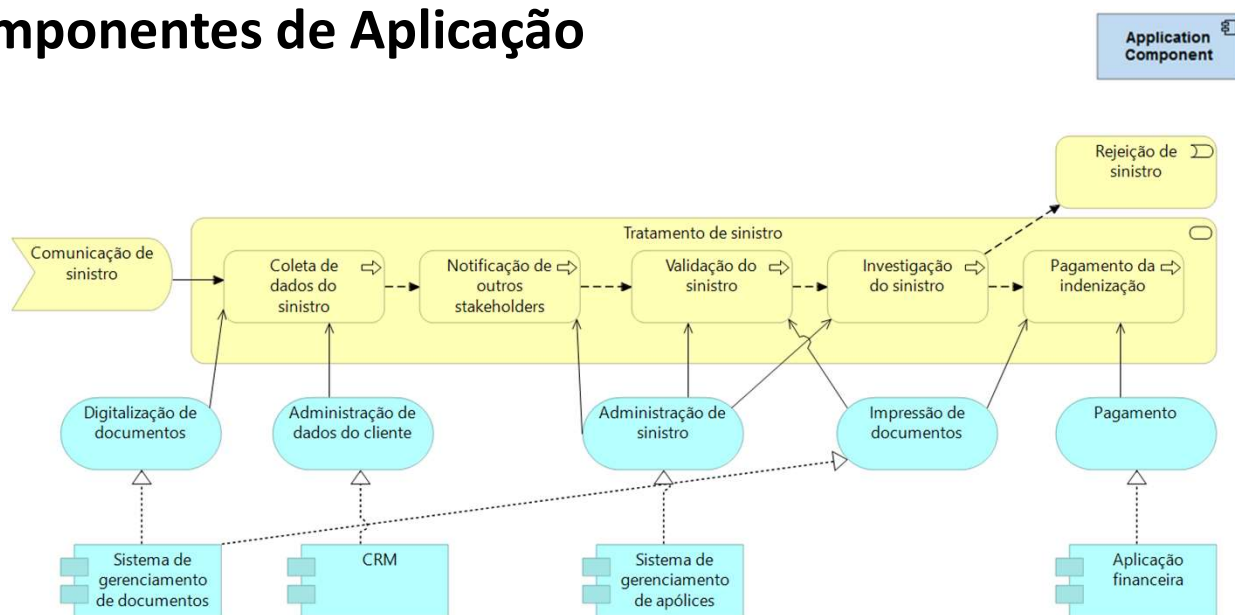 mponentes de Aplicação
Application
Component
Rejeição de
sinistro
Tratamento de sinistro
Comunicação de
sinistro
Coleta de
dados do
sinistro
Notificação de
outros
stakeholders
Validação do
sinistro
Investigação
do sinistro
Pagamento da
indenização
Digitalização de
documentos
Administração de
dados do cliente
Administração de
sinistro
Impressão de
documentos
Pagamento
Sistema de
gerenciamento
de documentos
CRM
Sistema de
gerenciamento
de apólices
Aplicação
financeira